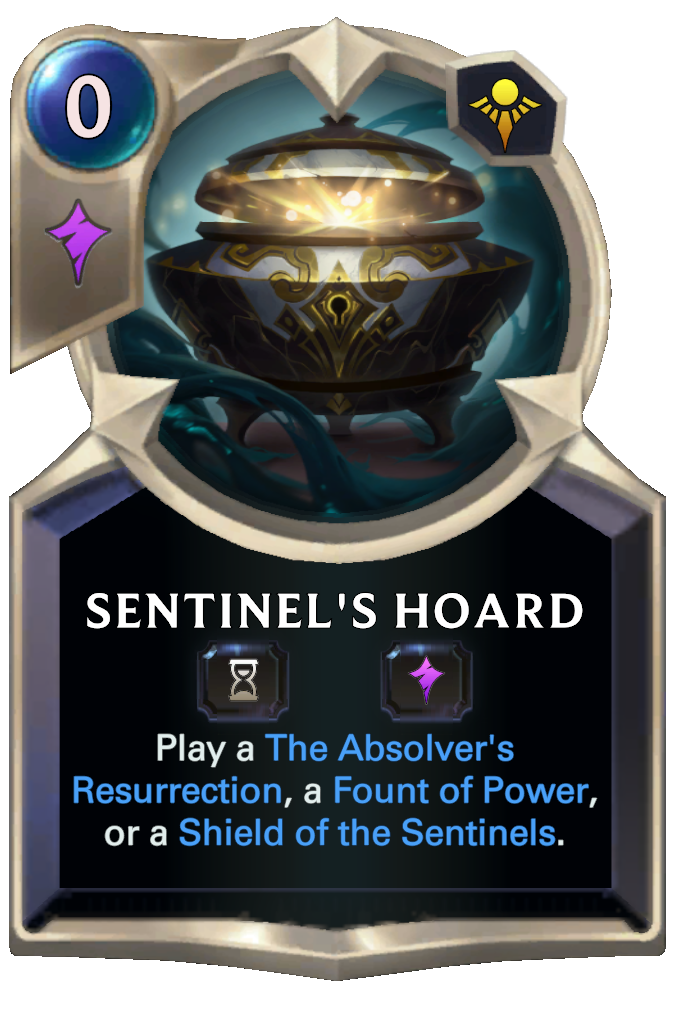 0
SENTINEL'S HOARD
Play a The Absolver's
Resurrection, a Fount of Power,
or a Shield of the Sentinels.